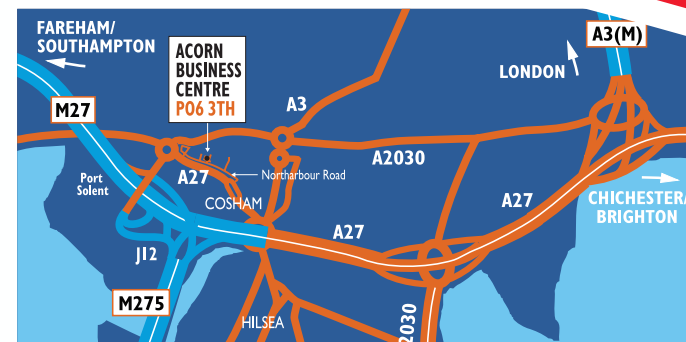 FAREHAM/
SOUTHAMPTON
ACORN
BUSINESS
CENTRE
PO6 3TH
A3(M)
LONDON
M27
A3
A2030
Port
Solent
A27
Northarbour Road
COSHAM
A27
A27
CHICHESTER/
BRIGHTON
J12
M275
HILSEA
2030